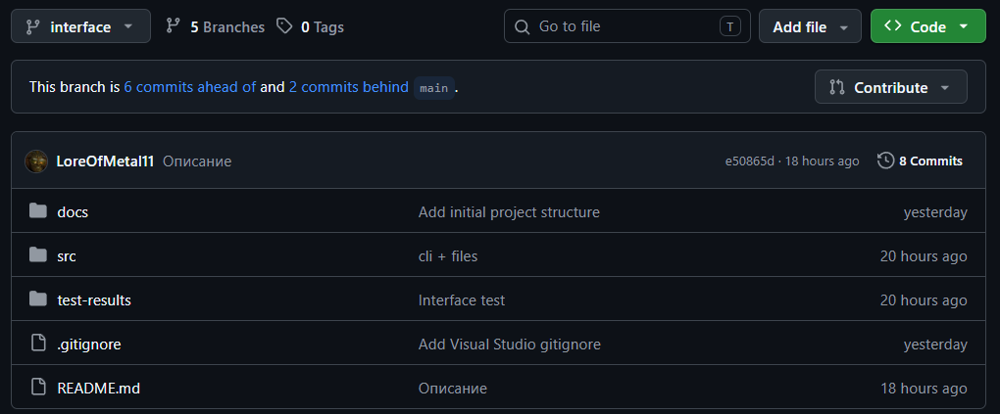 interface 5 Branches 0 Tags Go to file T Add file Code
This branch is 6 commits ahead of and 2 commits behind main . Contribute
LoreOfMetal11 Описание e50865d · 18 hours ago 8 Commits
docs Add initial project structure yesterday
src cli + files 20 hours ago
test-results Interface test 20 hours ago
.gitignore Add Visual Studio gitignore yesterday
README.md Описание 18 hours ago